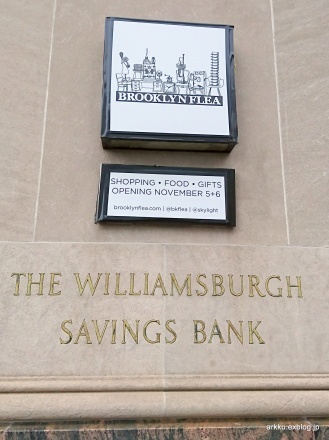 BROOKLYN FLEA
SHOPPING • FOOD • GIFTS
OPENING NOVEMBER 5+6
brooklynflea.com | @bkflea | @skylight
THE WILLIAMSBURGH
SAVINGS BANK
arkku.exblog.jp